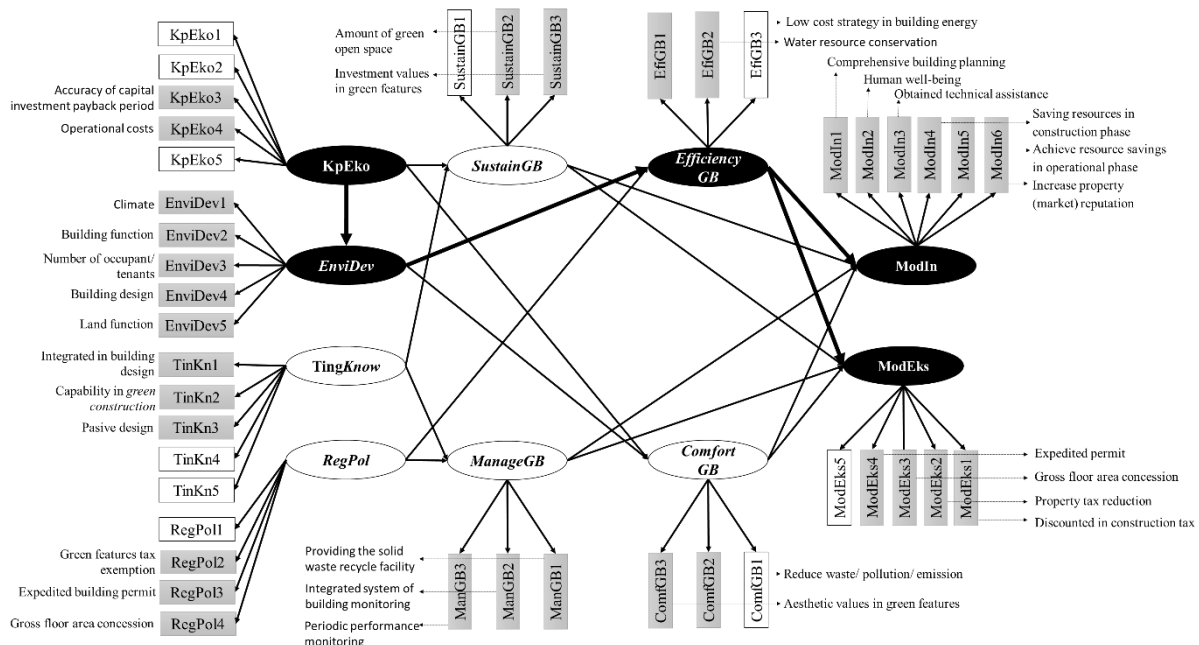 KpEko1
KpEko2
Accuracy of capital
investment payback period
KpEko3
Operational costs
KpEko4
KpEko5
Climate
EnviDev1
Building function
EnviDev2
Number of occupant/
tenants
EnviDev3
Building design
EnviDev4
Land function
EnviDev5
Integrated in building
design
TinKn1
Capability in green
construction
TinKn2
Pasive design
TinKn3
TinKn4
TinKn5
RegPol1
Green features tax
exemption
RegPol2
Expedited building permit
RegPol3
Gross floor area concession
RegPol4
KpEko
EnviDev
TingKnow
RegPol
Amount of green
open space
Investment values
in green features
SustainGB1
SustainGB2
SustainGB3
SustainGB
ManageGB
Providing the solid
waste recycle facility
Integrated system of
building monitoring
Periodic performance
monitoring
ManGB3
ManGB2
ManGB1
EfiGB1
EfiGB2
EfiGB3
Low cost strategy in building energy
Water resource conservation
Efficiency
GB
Comfort
GB
ComfGB3
ComfGB2
ComfGB1
Reduce waste/ pollution/ emission
Aesthetic values in green features
Comprehensive building planning
Human well-being
Obtained technical assistance
ModIn1
ModIn2
ModIn3
ModIn4
ModIn5
ModIn6
Saving resources in
construction phase
Achieve resource savings
in operational phase
Increase property
(market) reputation
ModIn
ModEks
ModEks5
ModEks4
ModEks3
ModEks2
ModEks1
Expedited permit
Gross floor area concession
Property tax reduction
Discounted in construction tax